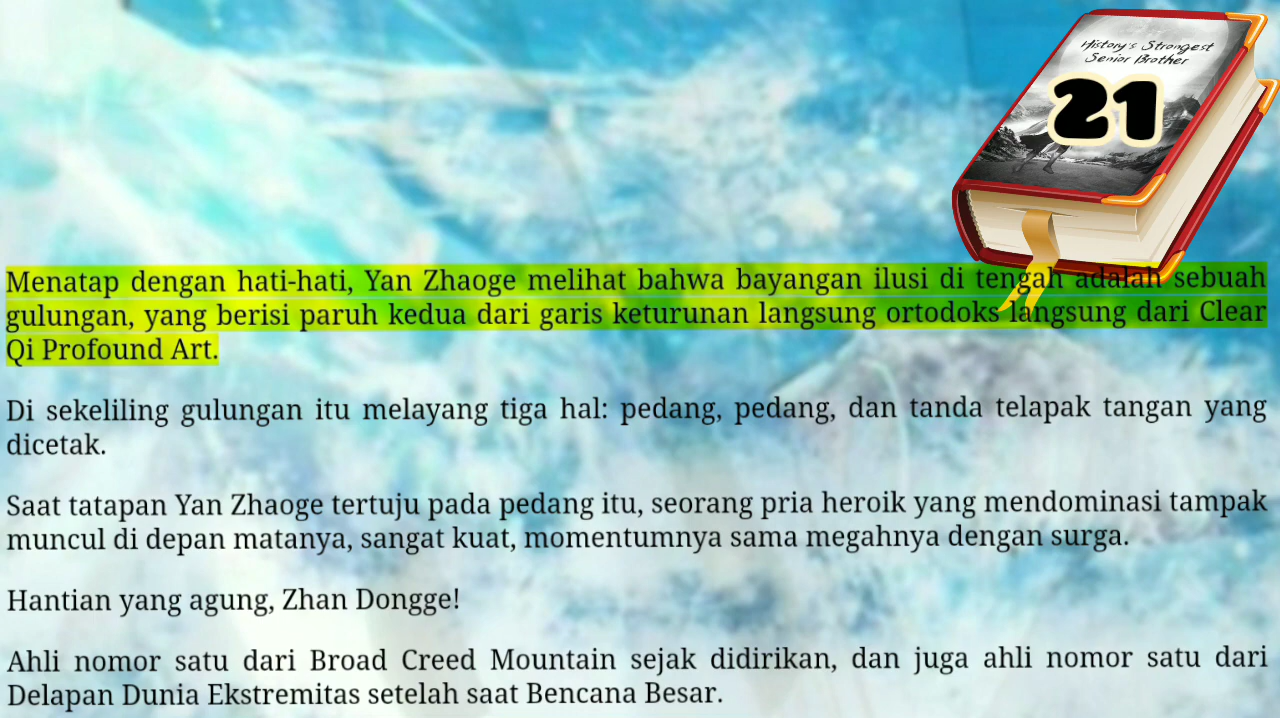 History's Strongest
Senior Brother
21
Menatap dengan hati-hati, Yan Zhaoge melihat bahwa bayangan ilusi di tengah adalah sebuah
gulungan, yang berisi paruh kedua dari garis keturunan langsung ortodoks langsung dari Clear
Qi Profound Art.
Di sekeliling gulungan itu melayang tiga hal: pedang, pedang, dan tanda telapak tangan yang
dicetak.
Saat tatapan Yan Zhaoge tertuju pada pedang itu, seorang pria heroik yang mendominasi tampak
muncul di depan matanya, sangat kuat, momentumnya sama megahnya dengan surga.
Hantian yang agung, Zhan Dongge!
Ahli nomor satu dari Broad Creed Mountain sejak didirikan, dan juga ahli nomor satu dari
Delapan Dunia Ekstremitas setelah saat Bencana Besar.